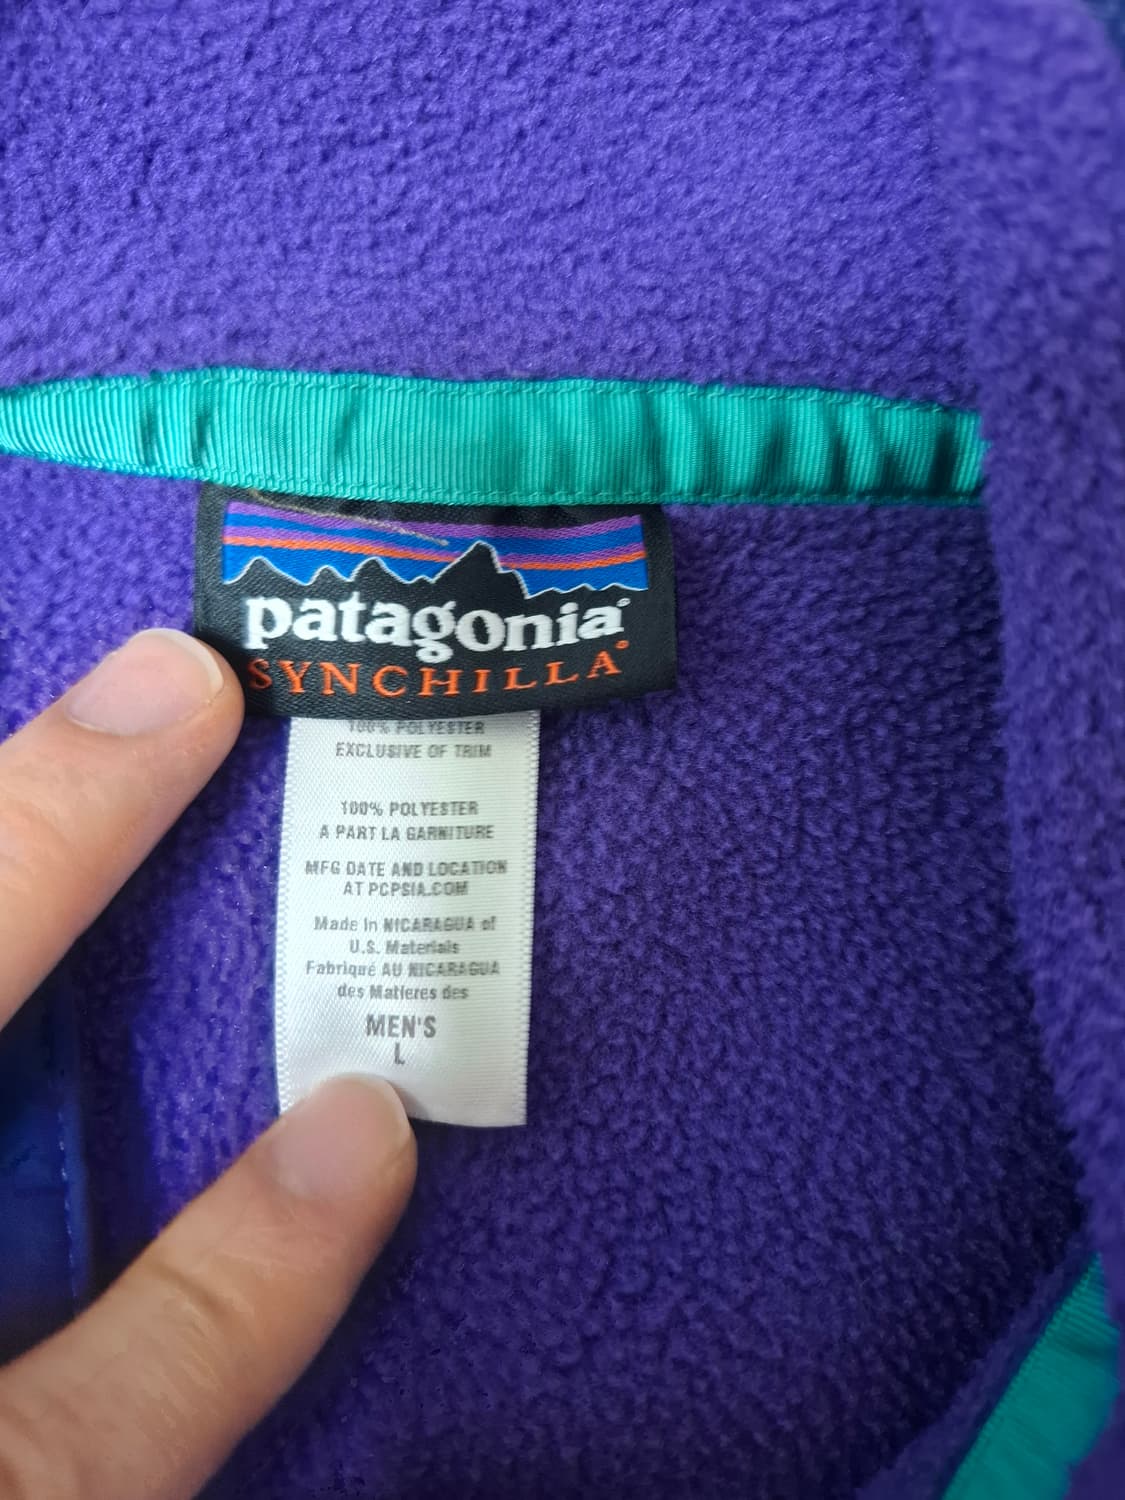 patagonia®
SYNCHILLA®
100% POLYESTER
EXCLUSIVE OF TRIM
100% POLYESTER
A PART LA GARNITURE
MFG DATE AND LOCATION
AT PCPSIA.COM
Made in NICARAGUA of
U.S. Materials
Fabriqué AU NICARAGUA
des Matieres des
MEN'S
L